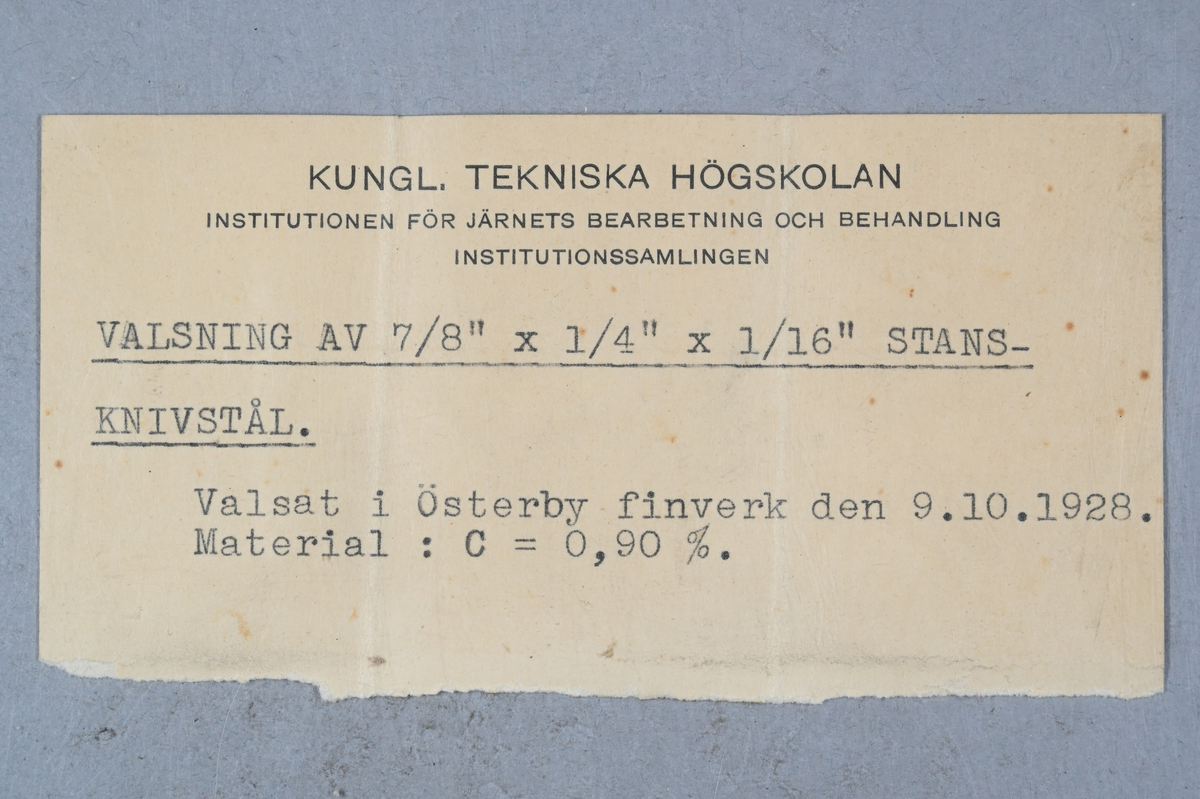 KUNGL. TEKNISKA HÖGSKOLAN
INSTITUTIONEN FÖR JÄRNETS BEARBETNING OCH BEHANDLING
INSTITUTIONSSAMLINGEN
VALSNING AV 7/8" x 1/4" x 1/16" STANS-
KNIVSTÅL.
Valsat i Österby finverk den 9.10.1928.
Material : C = 0,90 %.